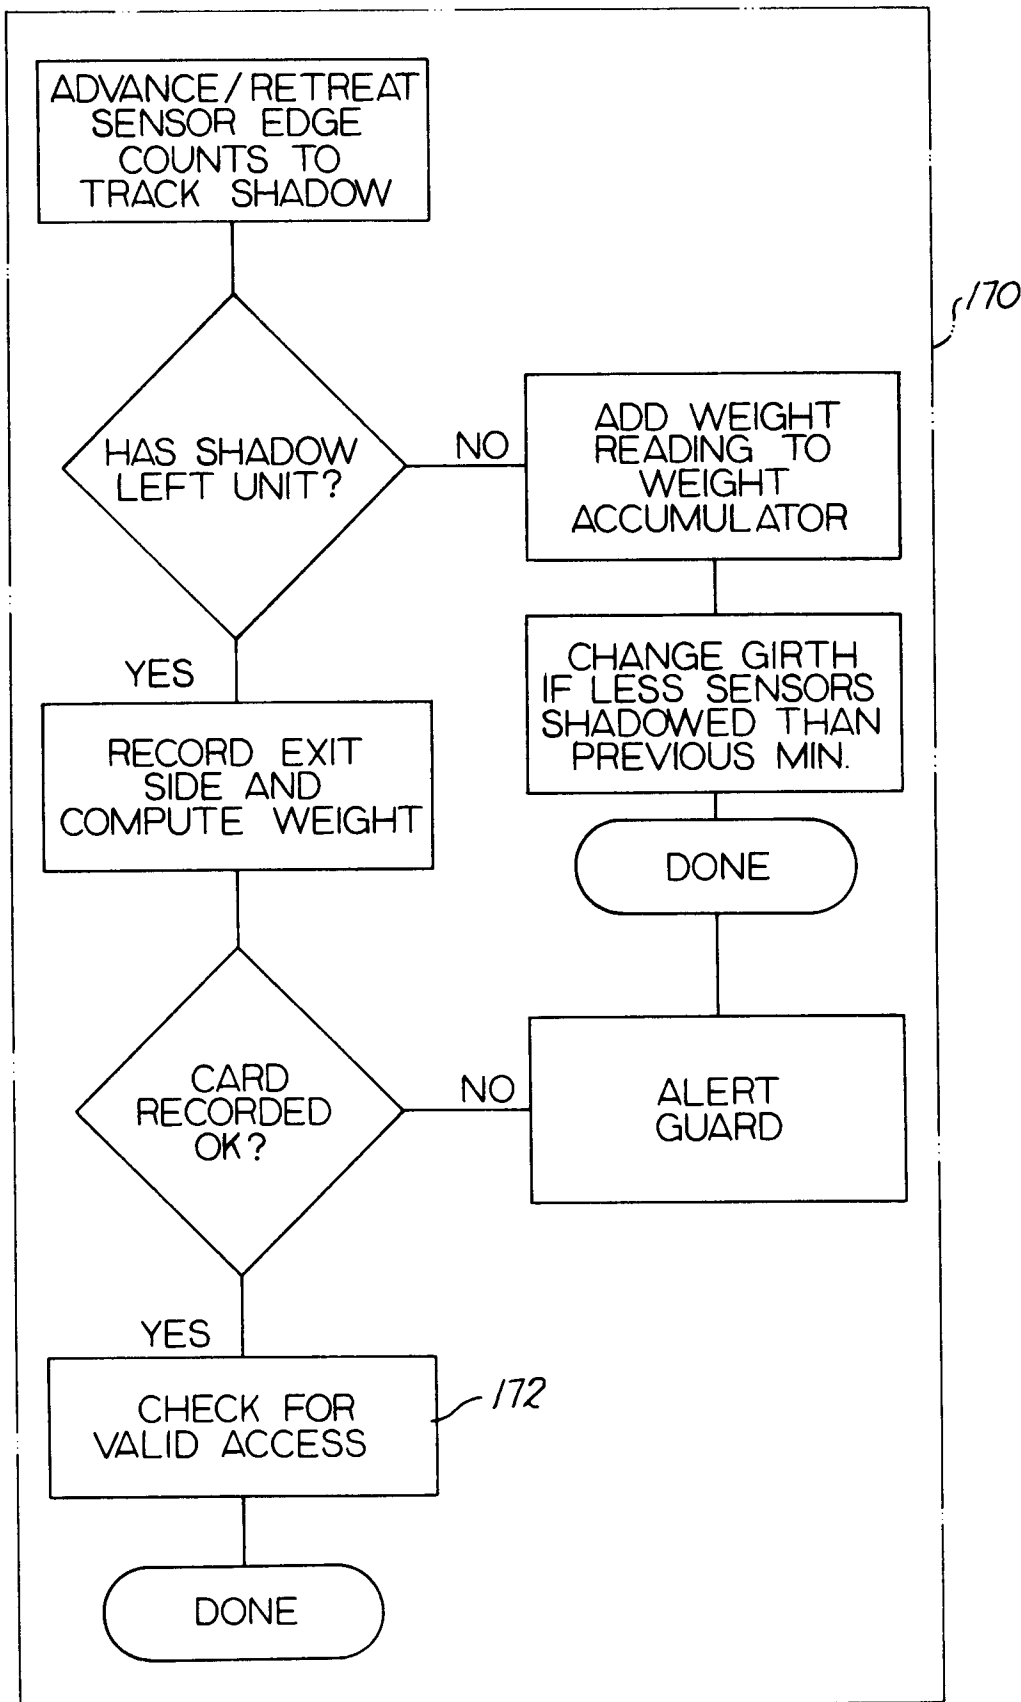 ADVANCE/RETREAT
SENSOR EDGE
COUNTS TO
TRACK SHADOW
170
HAS SHADOW
LEFT UNIT?
NO
ADD WEIGHT
READING TO
WEIGHT
ACCUMULATOR
YES
CHANGE GIRTH
IF LESS SENSORS
SHADOWED THAN
PREVIOUS MIN.
RECORD EXIT
SIDE AND
COMPUTE WEIGHT
DONE
CARD
RECORDED
OK?
NO
ALERT
GUARD
YES
CHECK FOR
VALID ACCESS
172
DONE